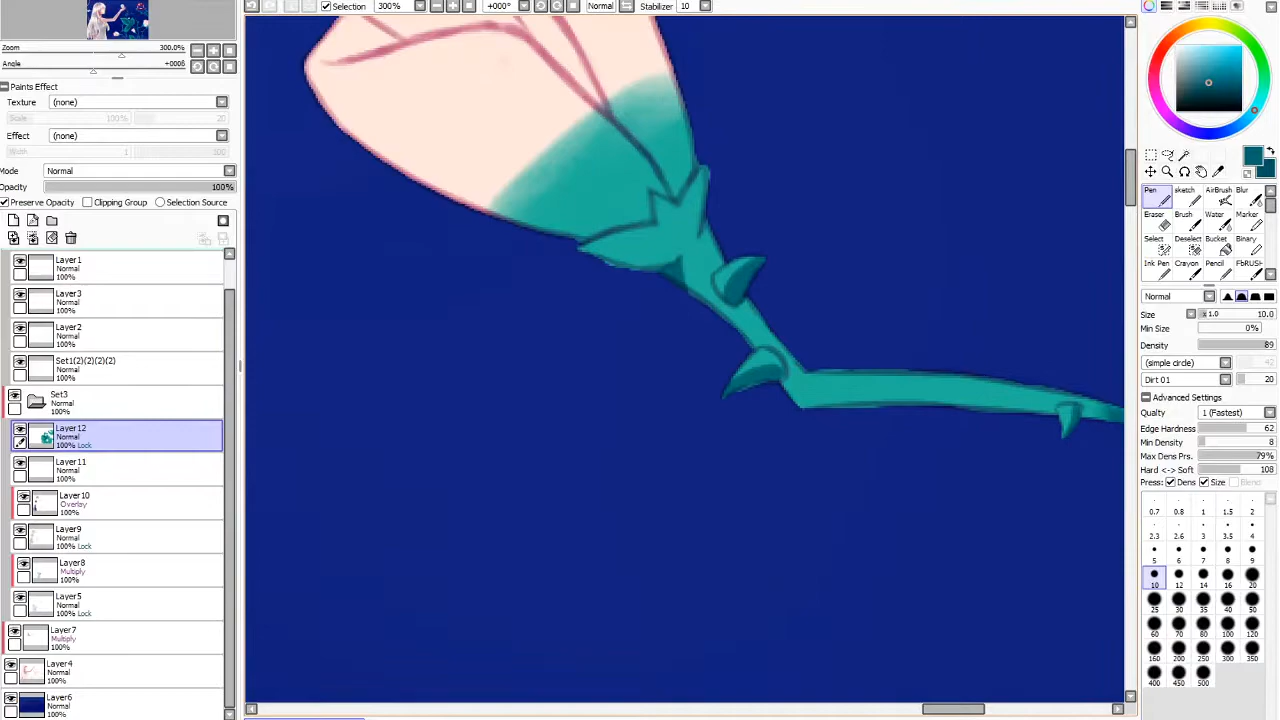 Selection 300% +000° Normal Stabilizer 10
Zoom 300.0%
Angle +000ß
Paints Effect
Texture (none)
Scale 100% 20
Effect (none)
Width 1 100
Mode Normal
Opacity 100%
Preserve Opacity Clipping Group Selection Source
Layer1
Normal
100%
Layer3
Normal
100%
Layer2
Normal
100%
Set1(2)(2)(2)(2)
Normal
100%
Set3
Normal
100%
Layer12
Normal
100% Lock
Layer11
Normal
100%
Layer10
Overlay
100%
Layer9
Normal
100% Lock
Layer8
Multiply
100%
Layer5
Normal
100% Lock
Layer7
Multiply
100%
Layer4
Normal
100%
Layer6
Normal
100%
Pen sketch AirBrush Blur
Eraser Brush Water Marker
Select Deselect Bucket Binary
Ink Pen Crayon Pencil FbRUSH
Normal
Size x 1.0 10.0
Min Size 0%
Density 89
(simple circle)
Dirt 01 20
Advanced Settings
Quality 1 (Fastest)
Edge Hardness 62
Min Density 8
Max Dens Prs. 79%
Hard <-> Soft 108
Press: Dens Size Blend
0.7 0.8 1 1.5 2
2.3 2.6 3 3.5 4
5 6 7 8 9
10 12 14 16 20
25 30 35 40 50
60 70 80 100 120
160 200 250 300 350
400 450 500